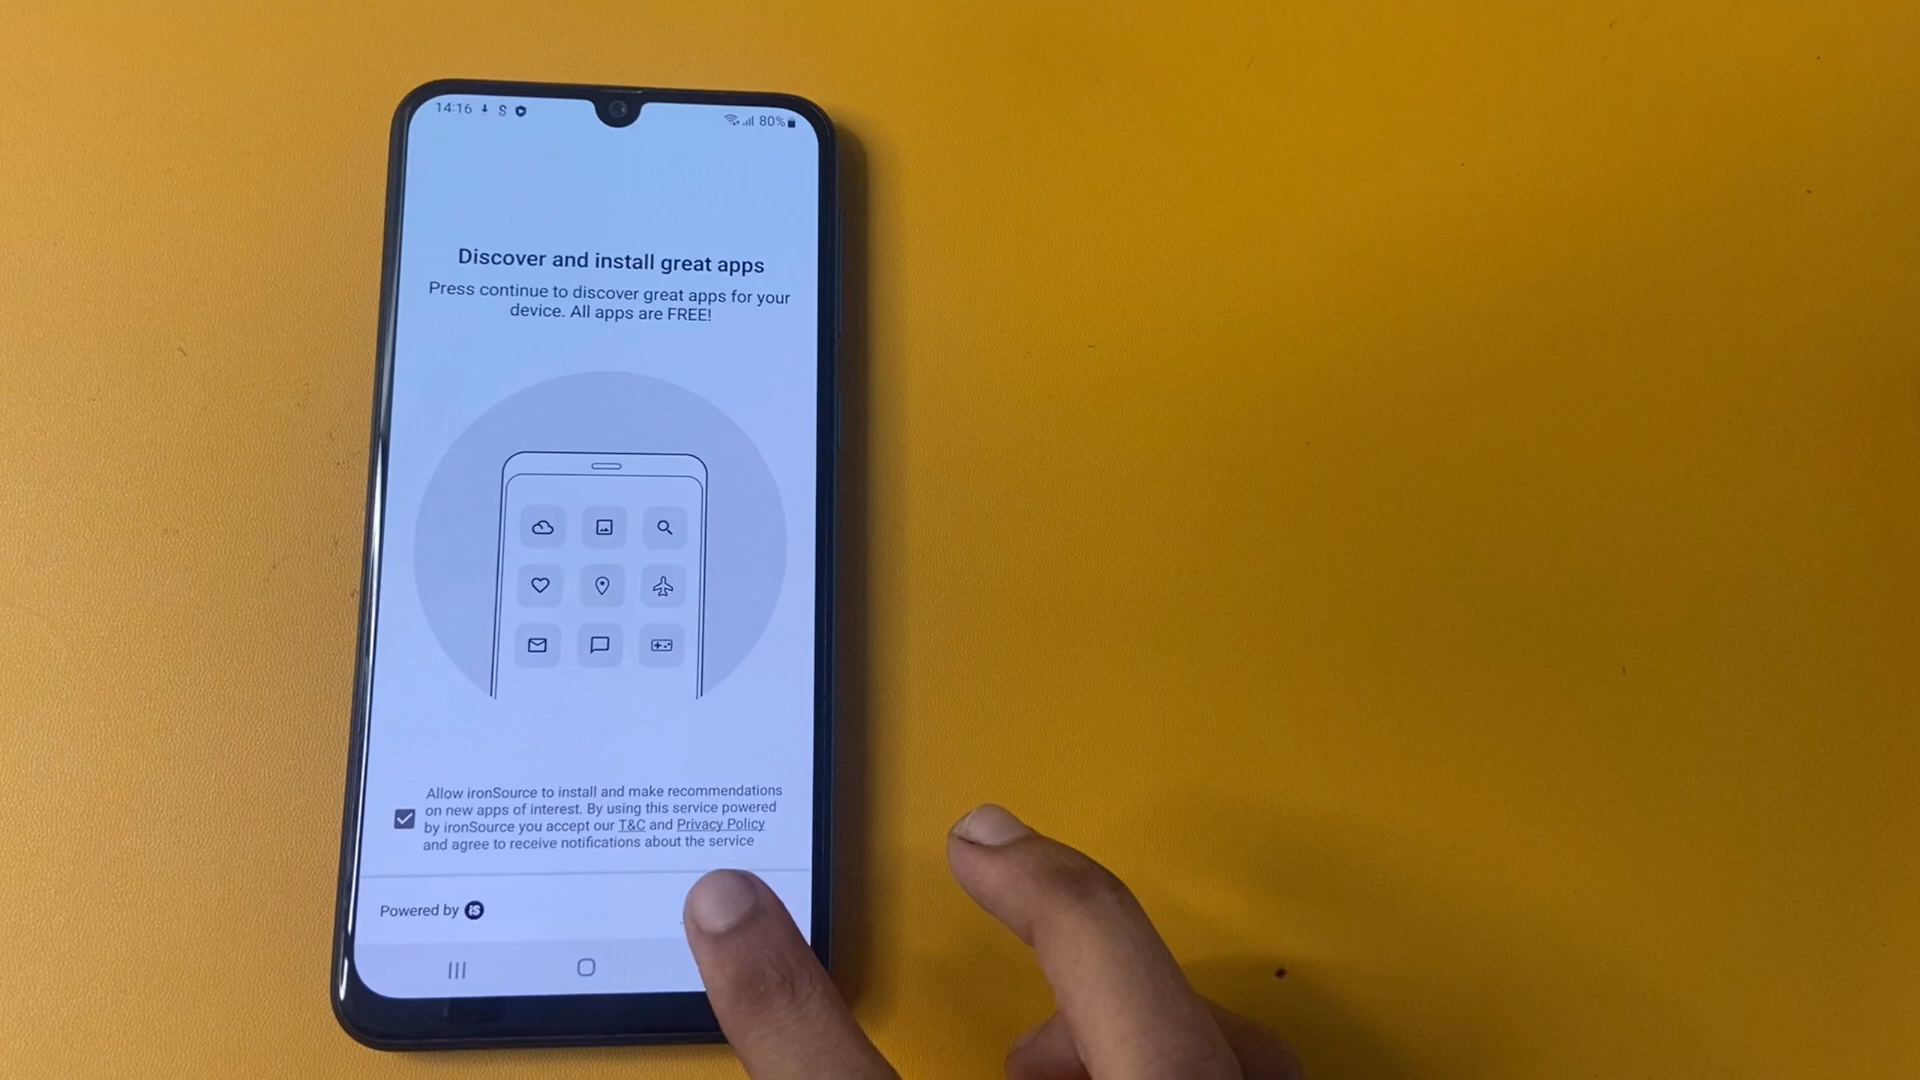 14:16 S
80%
Discover and install great apps
Press continue to discover great apps for your
device. All apps are FREE!
Allow ironSource to install and make recommendations
on new apps of interest. By using this service powered
by ironSource you accept our T&C and Privacy Policy
and agree to receive notifications about the service
Powered by iS